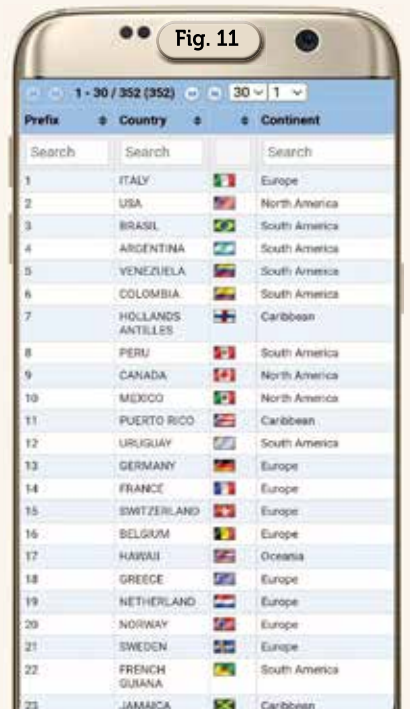 Fig. 11
1 - 30 / 352 (352) 30 1
Prefix Country Continent
Search Search Search
1 ITALY Europe
2 USA North America
3 BRASIL South America
4 ARGENTINA South America
5 VENEZUELA South America
6 COLOMBIA South America
7 HOLLANDS Caribbean
ANTILLES
8 PERU South America
9 CANADA North America
10 MEXICO North America
11 PUERTO RICO Caribbean
12 URUGUAY South America
13 GERMANY Europe
14 FRANCE Europe
15 SWITZERLAND Europe
16 BELGIUM Europe
17 HAWAII Oceania
18 GREECE Europe
19 NETHERLAND Europe
20 NORWAY Europe
21 SWEDEN Europe
22 FRENCH South America
GUIANA
23 JAMAICA Caribbean